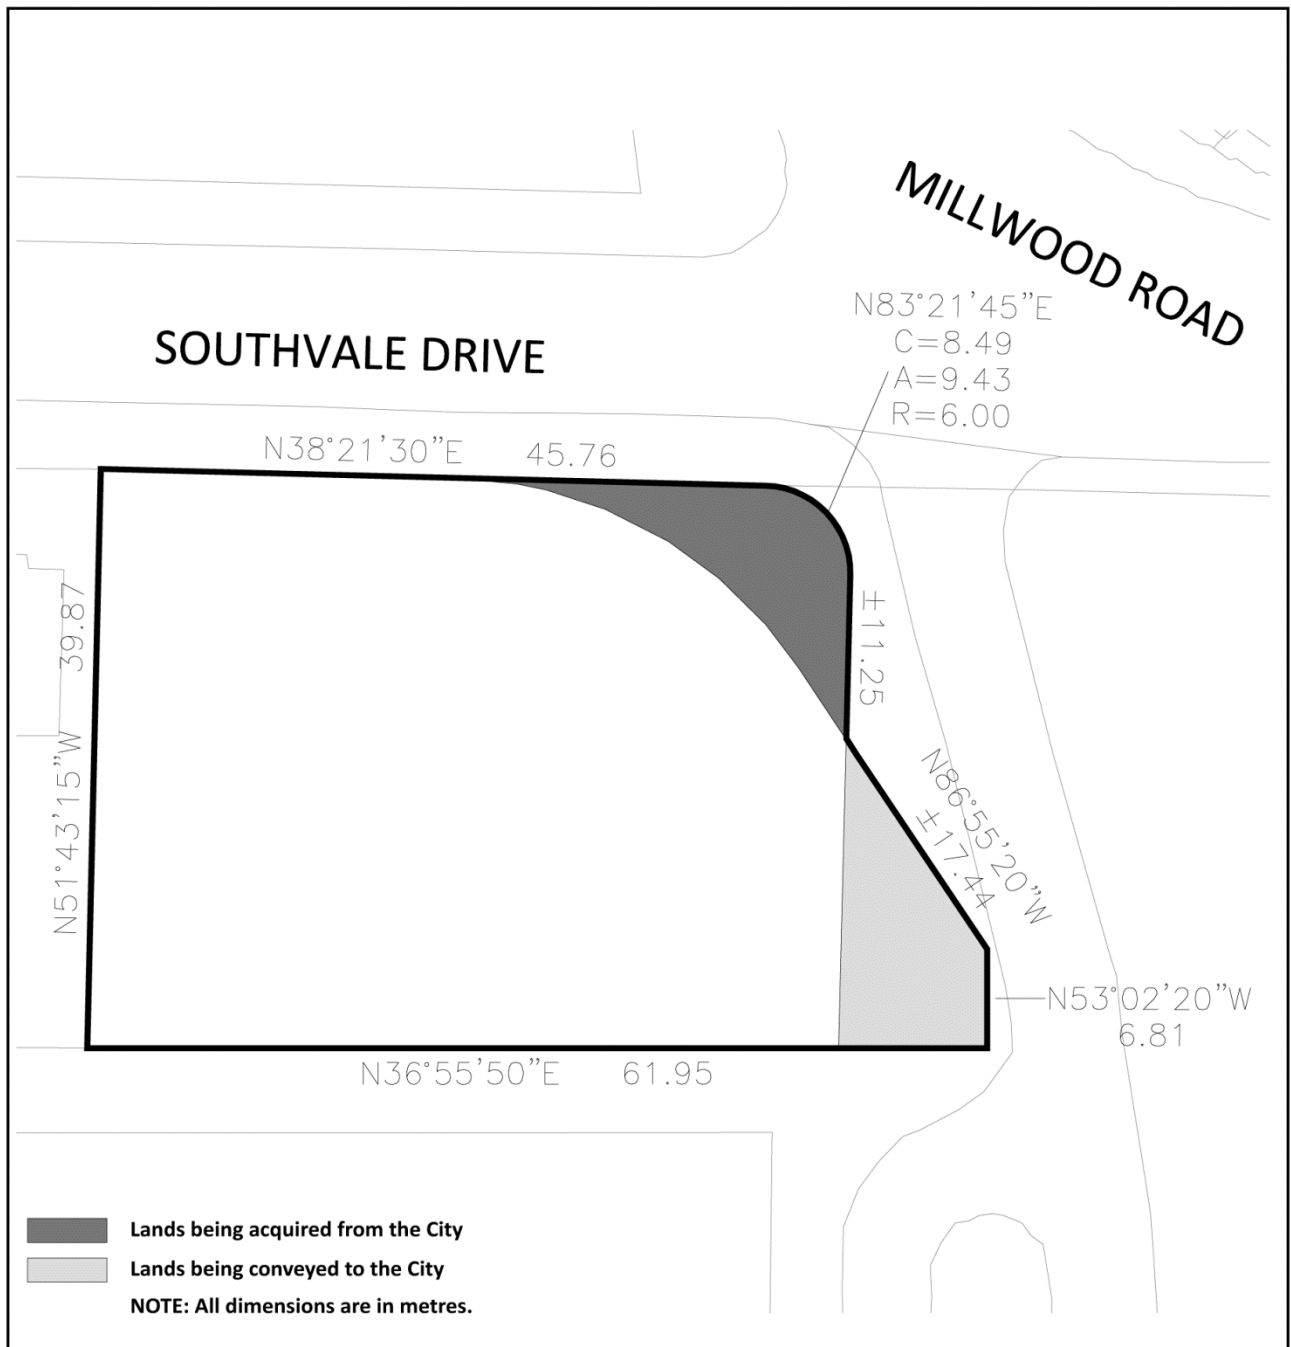 MILLWOOD ROAD
N83°21'45"E
C=8.49
A=9.43
R=6.00
SOUTHVALE DRIVE
N38°21'30"E 45.76
N51°43'15"W 39.87
±11.25
N86°55'20"W
±17.44
N53°02'20"W
6.81
N36°55'50"E 61.95
Lands being acquired from the City
Lands being conveyed to the City
NOTE: All dimensions are in metres.